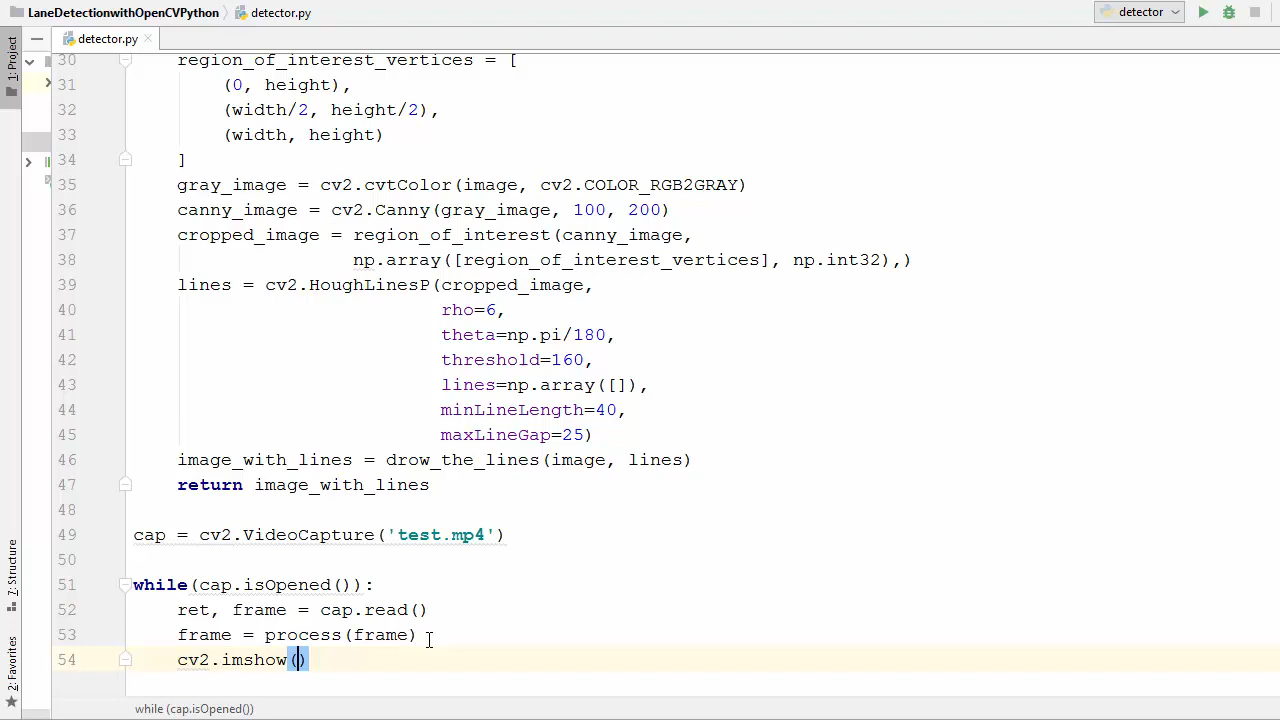 LaneDetectionwithOpenCVPython detector.py detector
detector.py
1: Project
7: Structure
2: Favorites
30 region_of_interest_vertices = [
31 (0, height),
32 (width/2, height/2),
33 (width, height)
34 ]
35 gray_image = cv2.cvtColor(image, cv2.COLOR_RGB2GRAY)
36 canny_image = cv2.Canny(gray_image, 100, 200)
37 cropped_image = region_of_interest(canny_image,
38 np.array([region_of_interest_vertices], np.int32),)
39 lines = cv2.HoughLinesP(cropped_image,
40 rho=6,
41 theta=np.pi/180,
42 threshold=160,
43 lines=np.array([]),
44 minLineLength=40,
45 maxLineGap=25)
46 image_with_lines = drow_the_lines(image, lines)
47 return image_with_lines
48
49 cap = cv2.VideoCapture('test.mp4')
50
51 while(cap.isOpened()):
52 ret, frame = cap.read()
53 frame = process(frame)
54 cv2.imshow()
while (cap.isOpened())